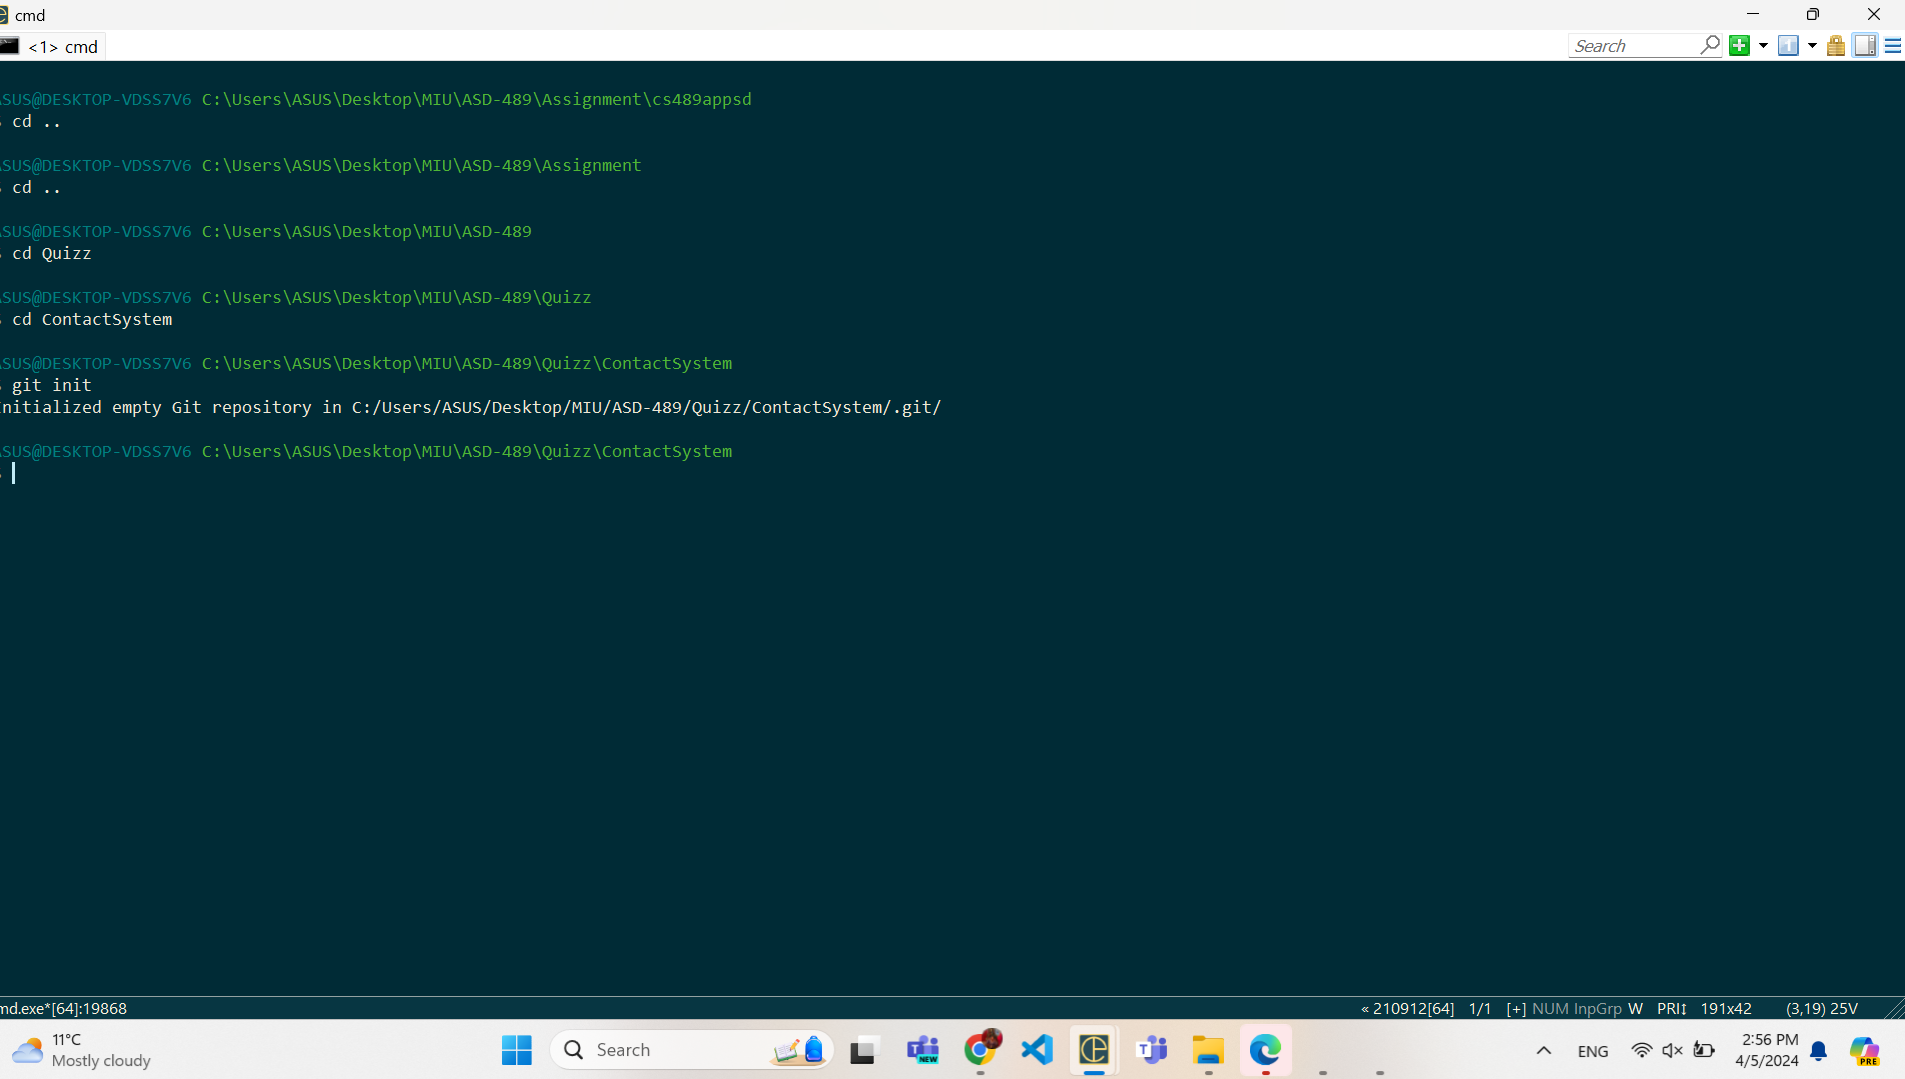 cmd
<1> cmd
Search
SUS@DESKTOP-VDSS7V6 C:\Users\ASUS\Desktop\MIU\ASD-489\Assignment\cs489appsd
cd ..
SUS@DESKTOP-VDSS7V6 C:\Users\ASUS\Desktop\MIU\ASD-489\Assignment
cd ..
SUS@DESKTOP-VDSS7V6 C:\Users\ASUS\Desktop\MIU\ASD-489
cd Quizz
SUS@DESKTOP-VDSS7V6 C:\Users\ASUS\Desktop\MIU\ASD-489\Quizz
cd ContactSystem
SUS@DESKTOP-VDSS7V6 C:\Users\ASUS\Desktop\MIU\ASD-489\Quizz\ContactSystem
git init
nitialized empty Git repository in C:/Users/ASUS/Desktop/MIU/ASD-489/Quizz/ContactSystem/.git/
SUS@DESKTOP-VDSS7V6 C:\Users\ASUS\Desktop\MIU\ASD-489\Quizz\ContactSystem
md.exe*[64]:19868
« 210912[64] 1/1 [+] NUM InpGrp W PRI↕ 191x42 (3,19) 25V
11°C
Mostly cloudy
Search
NEW
ENG
2:56 PM
4/5/2024
PRE